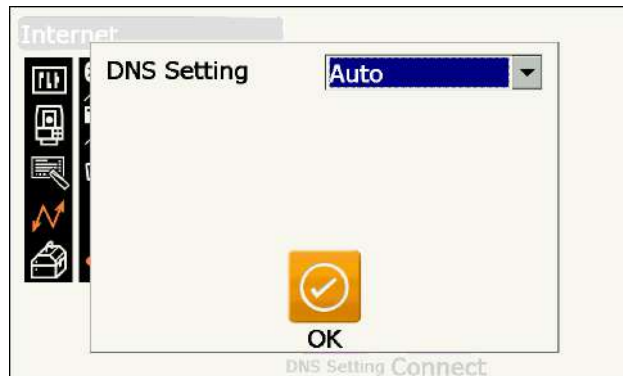 Internet
DNS Setting Auto
OK
DNS Setting Connect